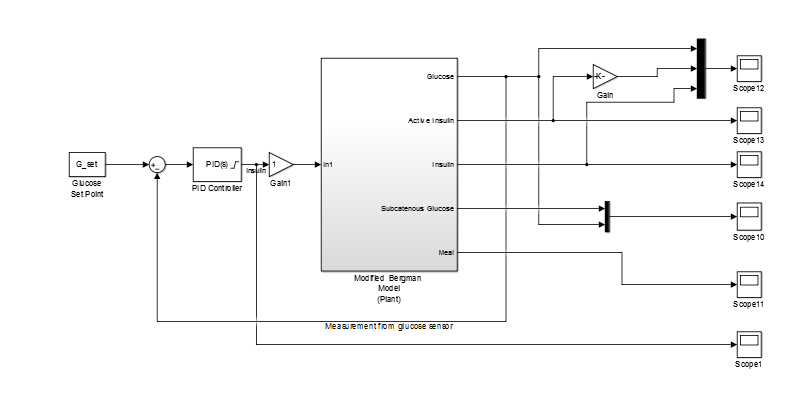 Glucose
-K-
Scope12
Gain
Active Insulin
Scope13
G_set
PID(s)
1
In1
Insulin
Insulin
Glucose
Set Point
PID Controller
Gain1
Scope14
Subcatenous Glucose
Scope10
Meal
Modified Bergman
Model
(Plant)
Scope11
Measurement from glucose sensor
Scope1